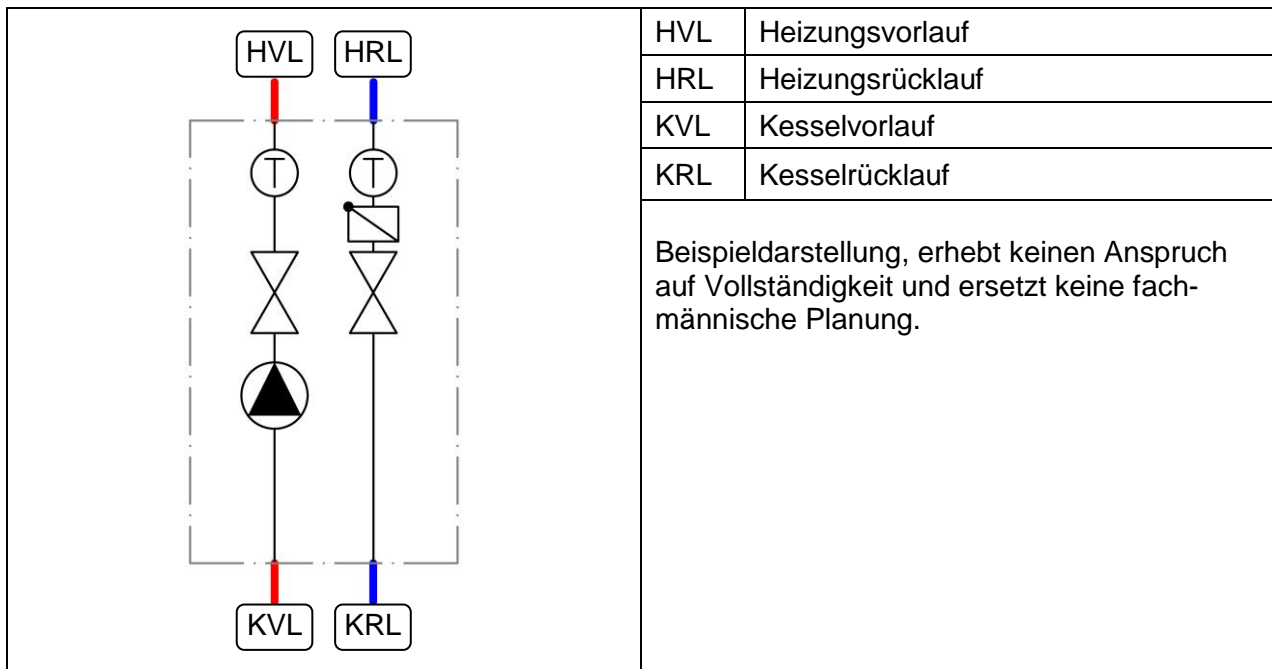 HVL HRL
T T
KVL KRL
HVL Heizungsvorlauf
HRL Heizungsrücklauf
KVL Kesselvorlauf
KRL Kesselrücklauf
Beispieldarstellung, erhebt keinen Anspruch
auf Vollständigkeit und ersetzt keine fach-
männische Planung.